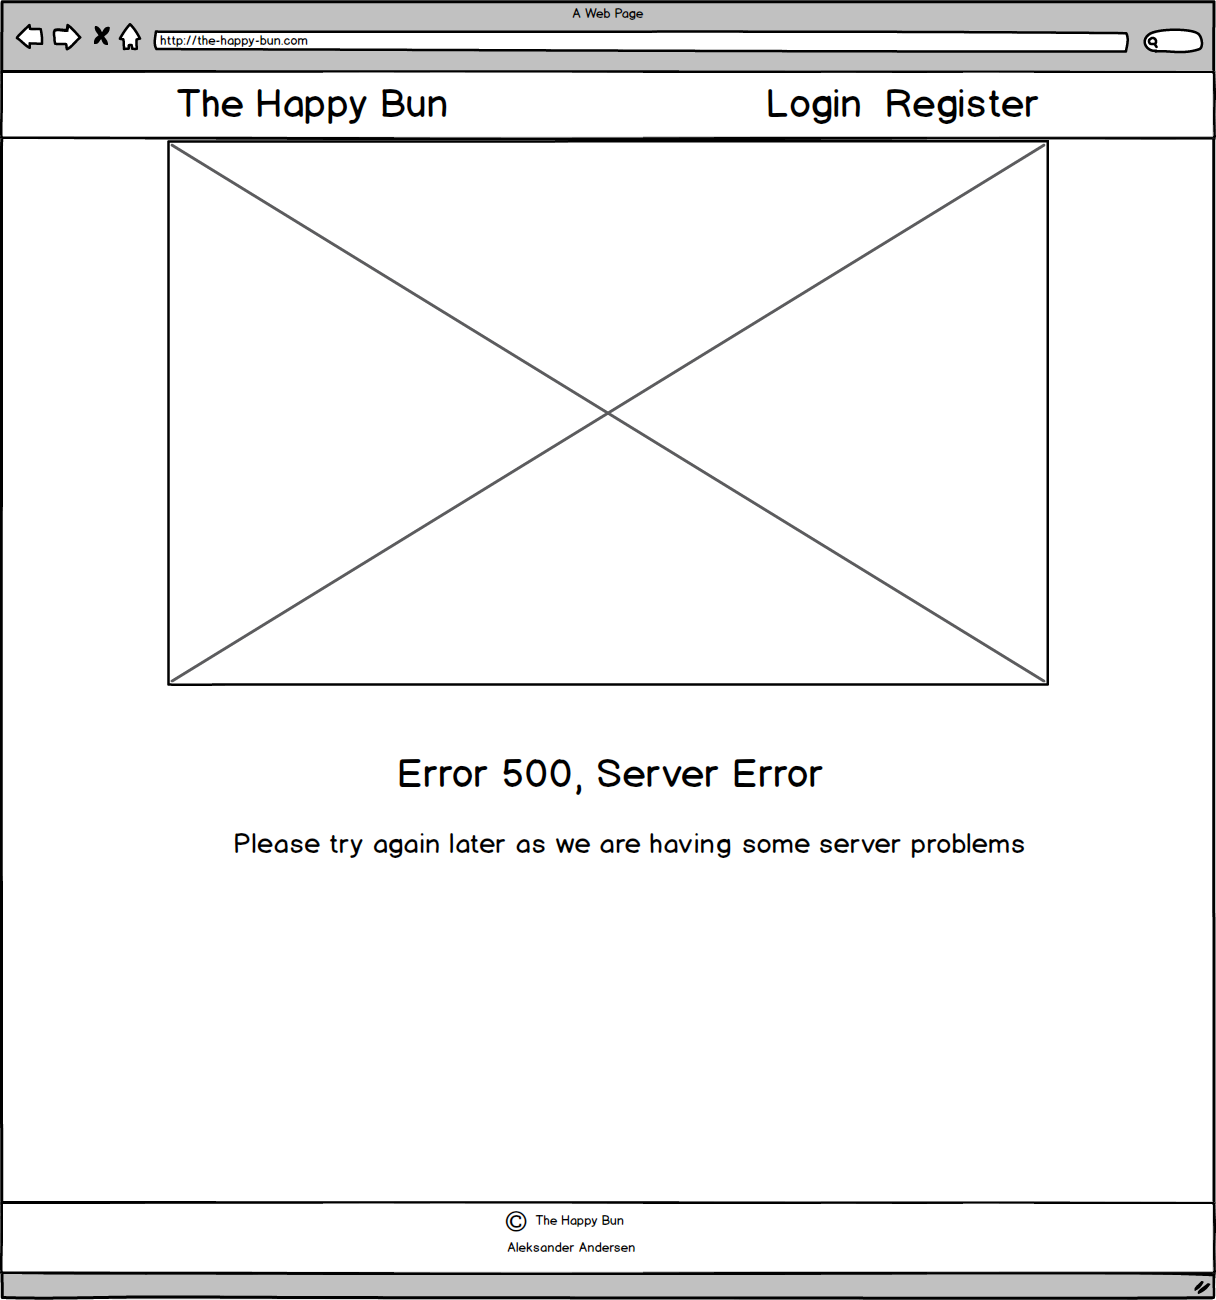 A Web Page
http://the-happy-bun.com
The Happy Bun
Login Register
Error 500, Server Error
Please try again later as we are having some server problems
© The Happy Bun
Aleksander Andersen